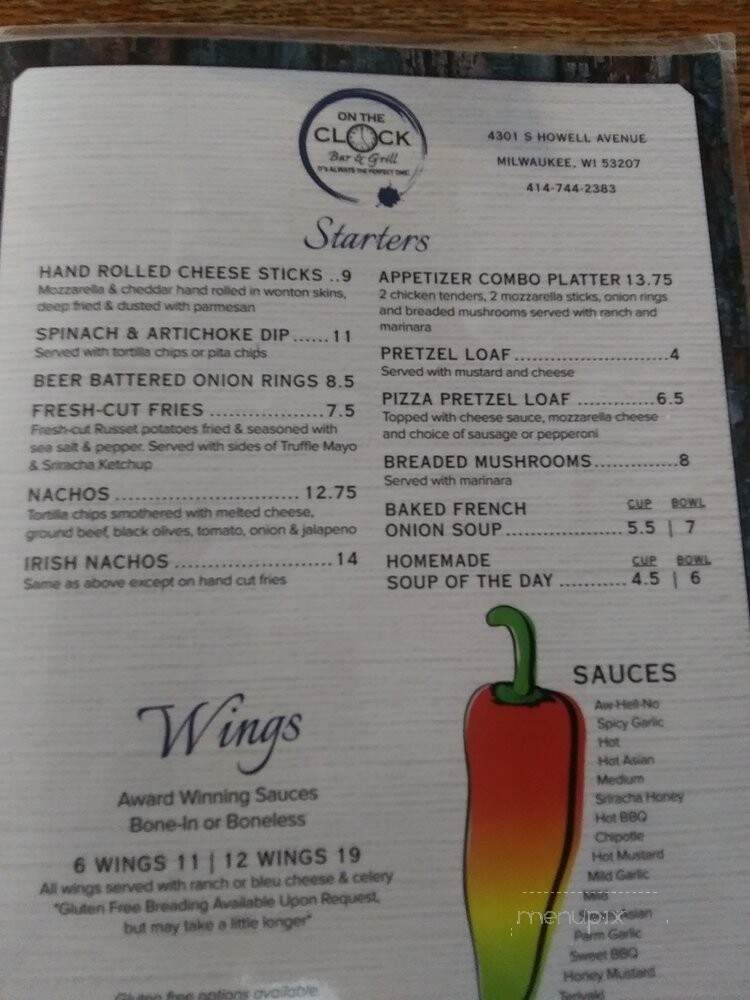 ON THE
CLOCK
Bar & Grill
IT'S ALWAYS THE PERFECT TIME!
4301 S HOWELL AVENUE
MILWAUKEE, WI 53207
414-744-2383
Starters
HAND ROLLED CHEESE STICKS ..9
Mozzarella & cheddar hand rolled in wonton skins,
deep fried & dusted with parmesan
SPINACH & ARTICHOKE DIP......11
Served with tortilla chips or pita chips
BEER BATTERED ONION RINGS 8.5
FRESH-CUT FRIES ..................7.5
Fresh-cut Russet potatoes fried & seasoned with
sea salt & pepper. Served with sides of Truffle Mayo
& Sriracha Ketchup
NACHOS ............................. 12.75
Tortilla chips smothered with melted cheese,
ground beef, black olives, tomato, onion & jalapeno
IRISH NACHOS ........................ 14
Same as above except on hand cut fries
APPETIZER COMBO PLATTER 13.75
2 chicken tenders, 2 mozzarella sticks, onion rings
and breaded mushrooms served with ranch and
marinara
PRETZEL LOAF.........................4
Served with mustard and cheese
PIZZA PRETZEL LOAF ............6.5
Topped with cheese sauce, mozzarella cheese
and choice of sausage or pepperoni
BREADED MUSHROOMS.............8
Served with marinara
BAKED FRENCH CUP BOWL
ONION SOUP.................. 5.5 | 7
HOMEMADE CUP BOWL
SOUP OF THE DAY ........... 4.5 | 6
Wings
Award Winning Sauces
Bone-In or Boneless
6 WINGS 11 | 12 WINGS 19
All wings served with ranch or bleu cheese & celery
*Gluten Free Breading Available Upon Request,
but may take a little longer*
Gluten free options available
SAUCES
Aw-Hell-No
Spicy Garlic
Hot
Hot Asian
Medium
Sriracha Honey
Hot BBQ
Chipotle
Hot Mustard
Mild Garlic
Mild
Asian
Parm Garlic
Sweet BBQ
Honey Mustard
Teriyaki
menupix